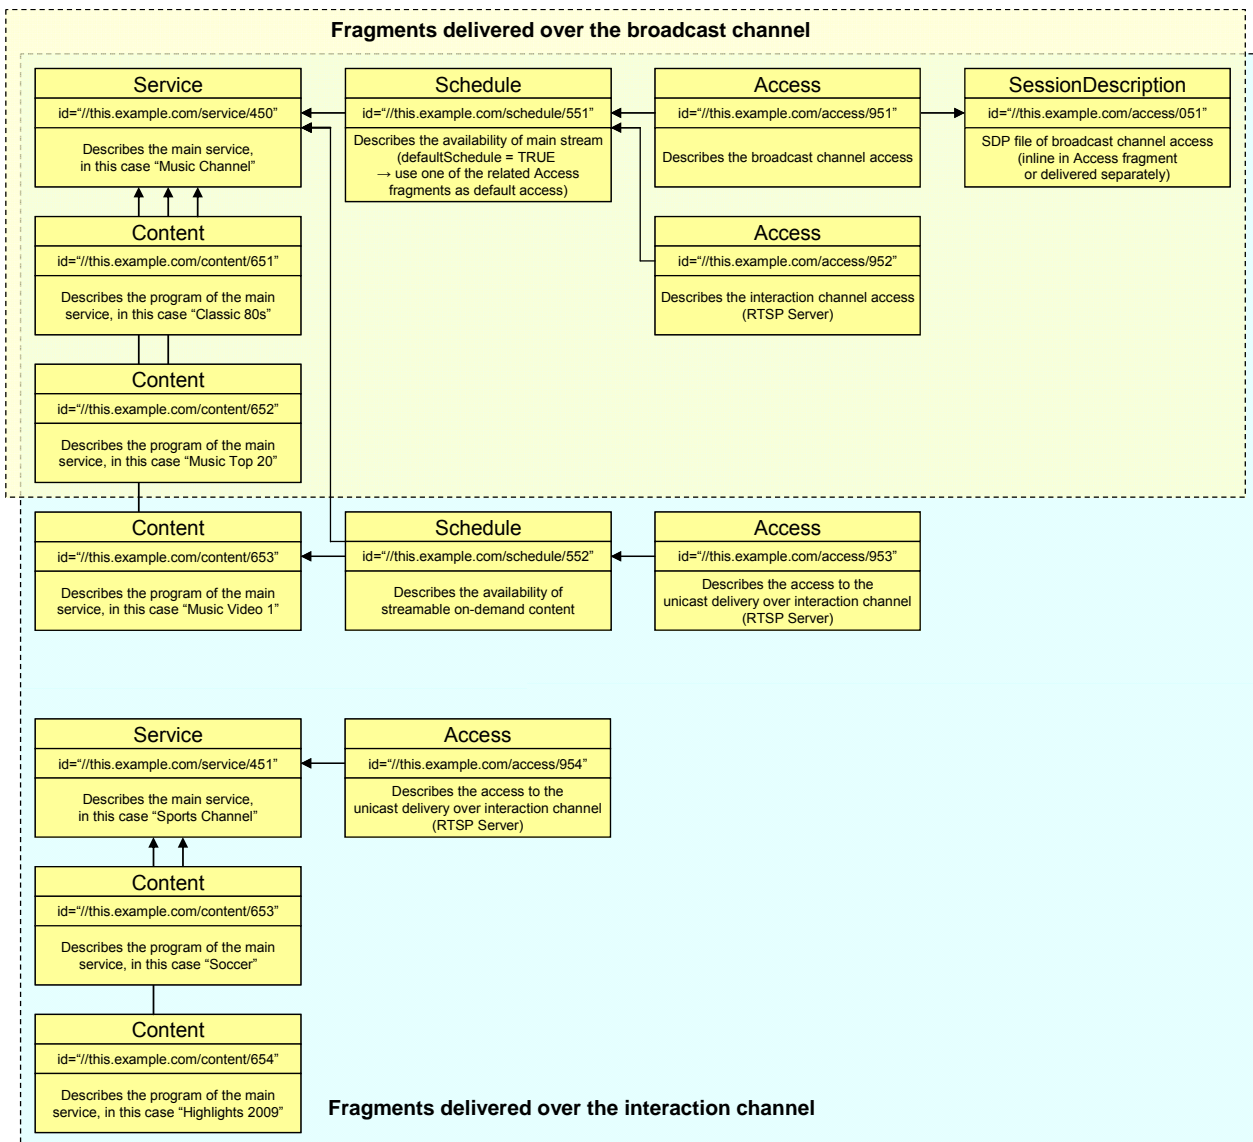 Fragments delivered over the broadcast channel
Service
id=“//this.example.com/service/450”
Describes the main service,
in this case “Music Channel”
Schedule
id=“//this.example.com/schedule/551”
Describes the availability of main stream
(defaultSchedule = TRUE
→ use one of the related Access
fragments as default access)
Access
id=“//this.example.com/access/951”
Describes the broadcast channel access
SessionDescription
id=“//this.example.com/access/051”
SDP file of broadcast channel access
(inline in Access fragment
or delivered separately)
Content
id=“//this.example.com/content/651”
Describes the program of the main
service, in this case “Classic 80s”
Access
id=“//this.example.com/access/952”
Describes the interaction channel access
(RTSP Server)
Content
id=“//this.example.com/content/652”
Describes the program of the main
service, in this case “Music Top 20”
Content
id=“//this.example.com/content/653”
Describes the program of the main
service, in this case “Music Video 1”
Schedule
id=“//this.example.com/schedule/552”
Describes the availability of
streamable on-demand content
Access
id=“//this.example.com/access/953”
Describes the access to the
unicast delivery over interaction channel
(RTSP Server)
Service
id=“//this.example.com/service/451”
Describes the main service,
in this case “Sports Channel”
Access
id=“//this.example.com/access/954”
Describes the access to the
unicast delivery over interaction channel
(RTSP Server)
Content
id=“//this.example.com/content/653”
Describes the program of the main
service, in this case “Soccer”
Content
id=“//this.example.com/content/654”
Describes the program of the main
service, in this case “Highlights 2009”
Fragments delivered over the interaction channel